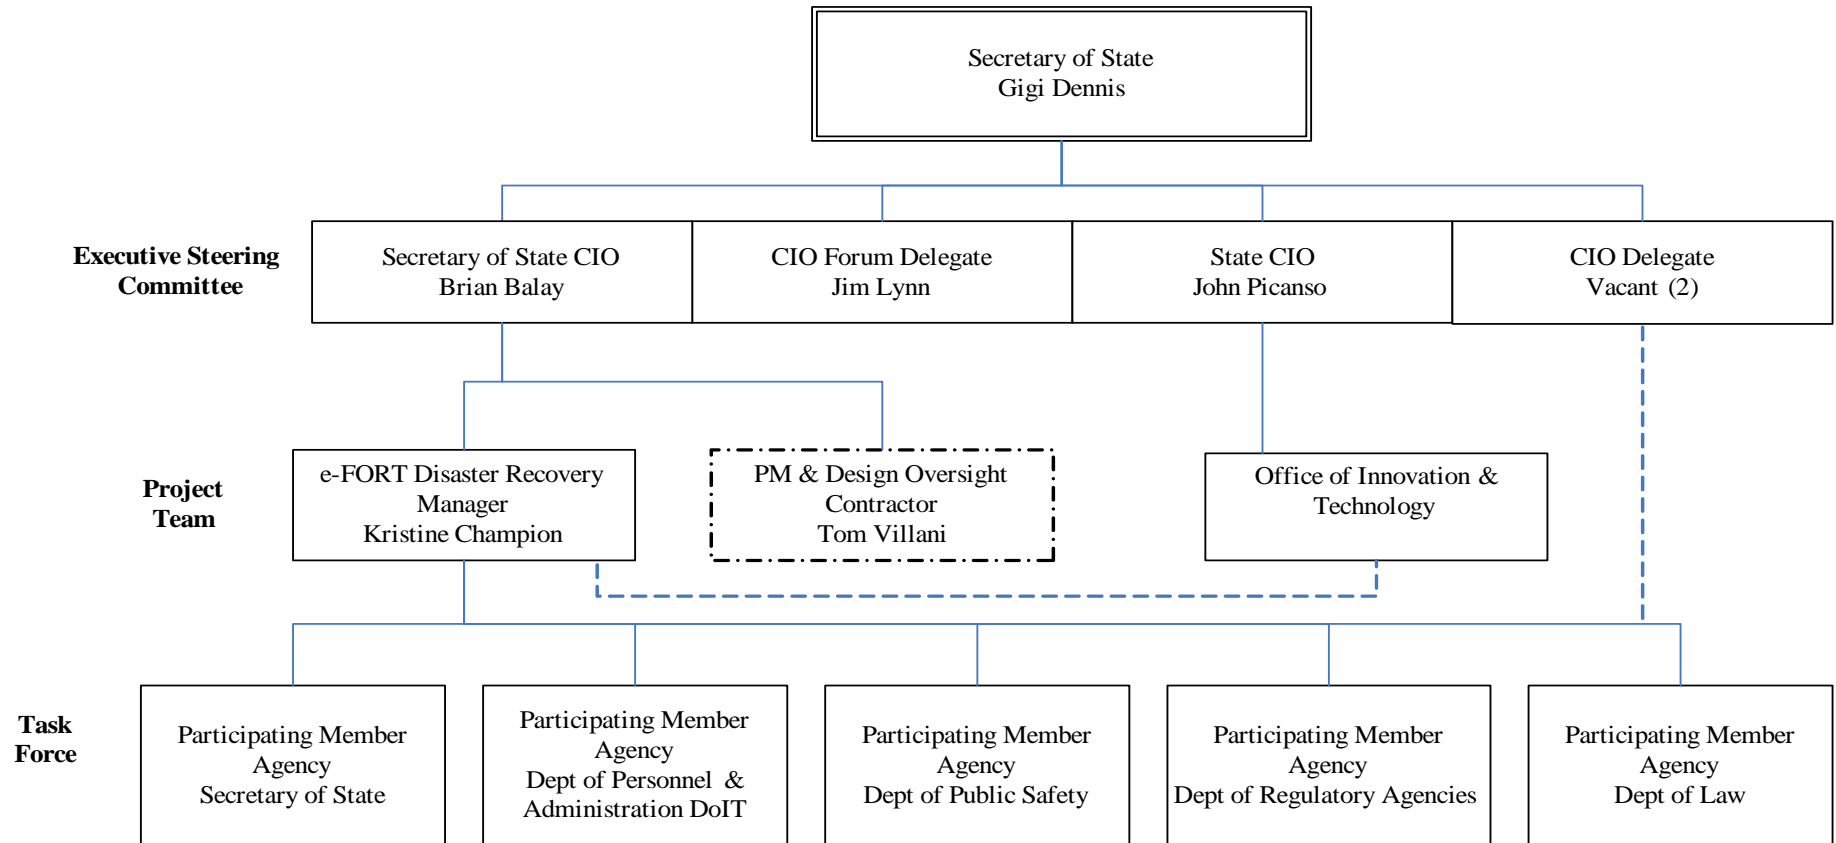 Secretary of State
Gigi Dennis
Executive Steering
Committee
Secretary of State CIO
Brian Balay
CIO Forum Delegate
Jim Lynn
State CIO
John Picanso
CIO Delegate
Vacant (2)
Project
Team
e-FORT Disaster Recovery
Manager
Kristine Champion
PM & Design Oversight
Contractor
Tom Villani
Office of Innovation &
Technology
Task
Force
Participating Member
Agency
Secretary of State
Participating Member
Agency
Dept of Personnel &
Administration DoIT
Participating Member
Agency
Dept of Public Safety
Participating Member
Agency
Dept of Regulatory Agencies
Participating Member
Agency
Dept of Law